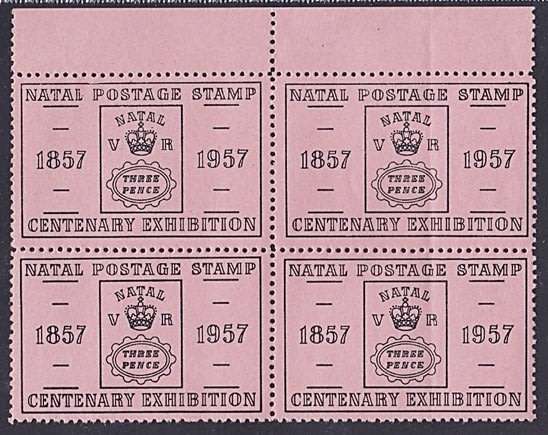 NATAL POSTAGE STAMP
NATAL
V R
1857 THREE PENCE 1957
CENTENARY EXHIBITION
NATAL POSTAGE STAMP
NATAL
V R
1857 THREE PENCE 1957
CENTENARY EXHIBITION
NATAL POSTAGE STAMP
NATAL
V R
1857 THREE PENCE 1957
CENTENARY EXHIBITION
NATAL POSTAGE STAMP
NATAL
V R
1857 THREE PENCE 1957
CENTENARY EXHIBITION